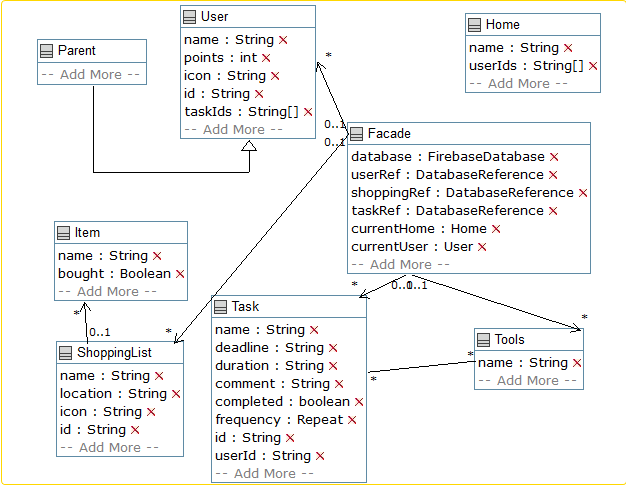 User
name : String ×
points : int ×
icon : String ×
id : String ×
taskIds : String[] ×
-- Add More --
Home
name : String ×
userIds : String[] ×
-- Add More --
Parent
-- Add More --
*
0..1
0..1
Facade
database : FirebaseDatabase ×
userRef : DatabaseReference ×
shoppingRef : DatabaseReference ×
taskRef : DatabaseReference ×
currentHome : Home ×
currentUser : User ×
-- Add More --
Item
name : String ×
bought : Boolean ×
-- Add More --
*
0..1
*
0..1
0..1
*
*
ShoppingList
name : String ×
location : String ×
icon : String ×
id : String ×
-- Add More --
Task
name : String ×
deadline : String ×
duration : String ×
comment : String ×
completed : boolean ×
frequency : Repeat ×
id : String ×
userId : String ×
-- Add More --
Tools
name : String ×
-- Add More --
*
*